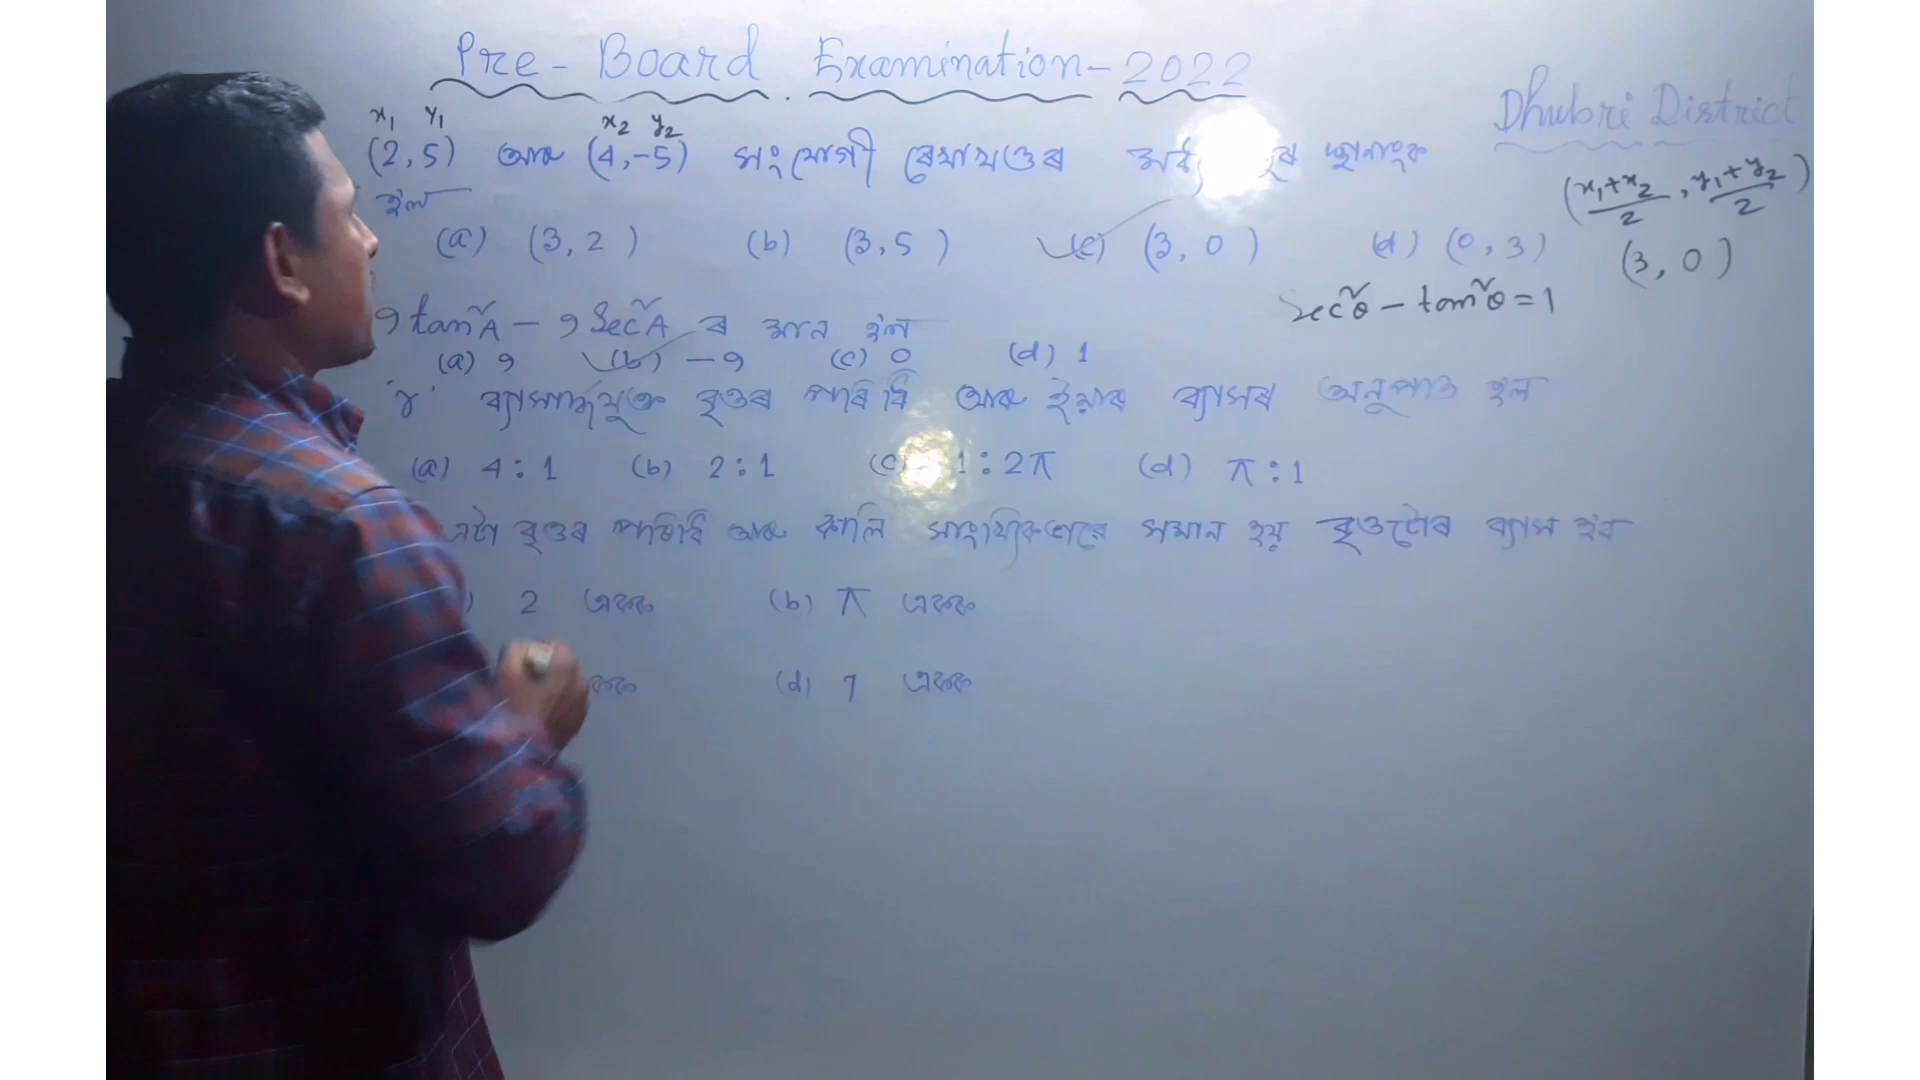 Pre-Board Examination-2022
Dhubri District
x₁ y₁ x₂ y₂
(2,5) আৰু (4,-5) সংযোগী ৰেখাখণ্ডৰ স্থানাংক
হ'ল
(x₁+x₂/2, y₁+y₂/2)
(a) (3,2) (b) (3,5) (c) (3,0) (d) (0,3)
(3,0)
sec²θ - tan²θ = 1
9 tan²A - 9 Sec²A ৰ মান হ'ল
(a) 9 (b) -9 (c) 0 (d) 1
'r' ব্যাসাৰ্দ্ধযুক্ত বৃত্তৰ পৰিধি আৰু ইয়াৰ ব্যাসৰ অনুপাত হ'ল
(a) 4:1 (b) 2:1 (c) 1:2π (d) π:1
এটা বৃত্তৰ পৰিধি আৰু কালি সাংখ্যিকভাৱে সমান হয় বৃত্তটোৰ ব্যাস হ'ব
) 2 একক (b) π একক
(d) 7 একক